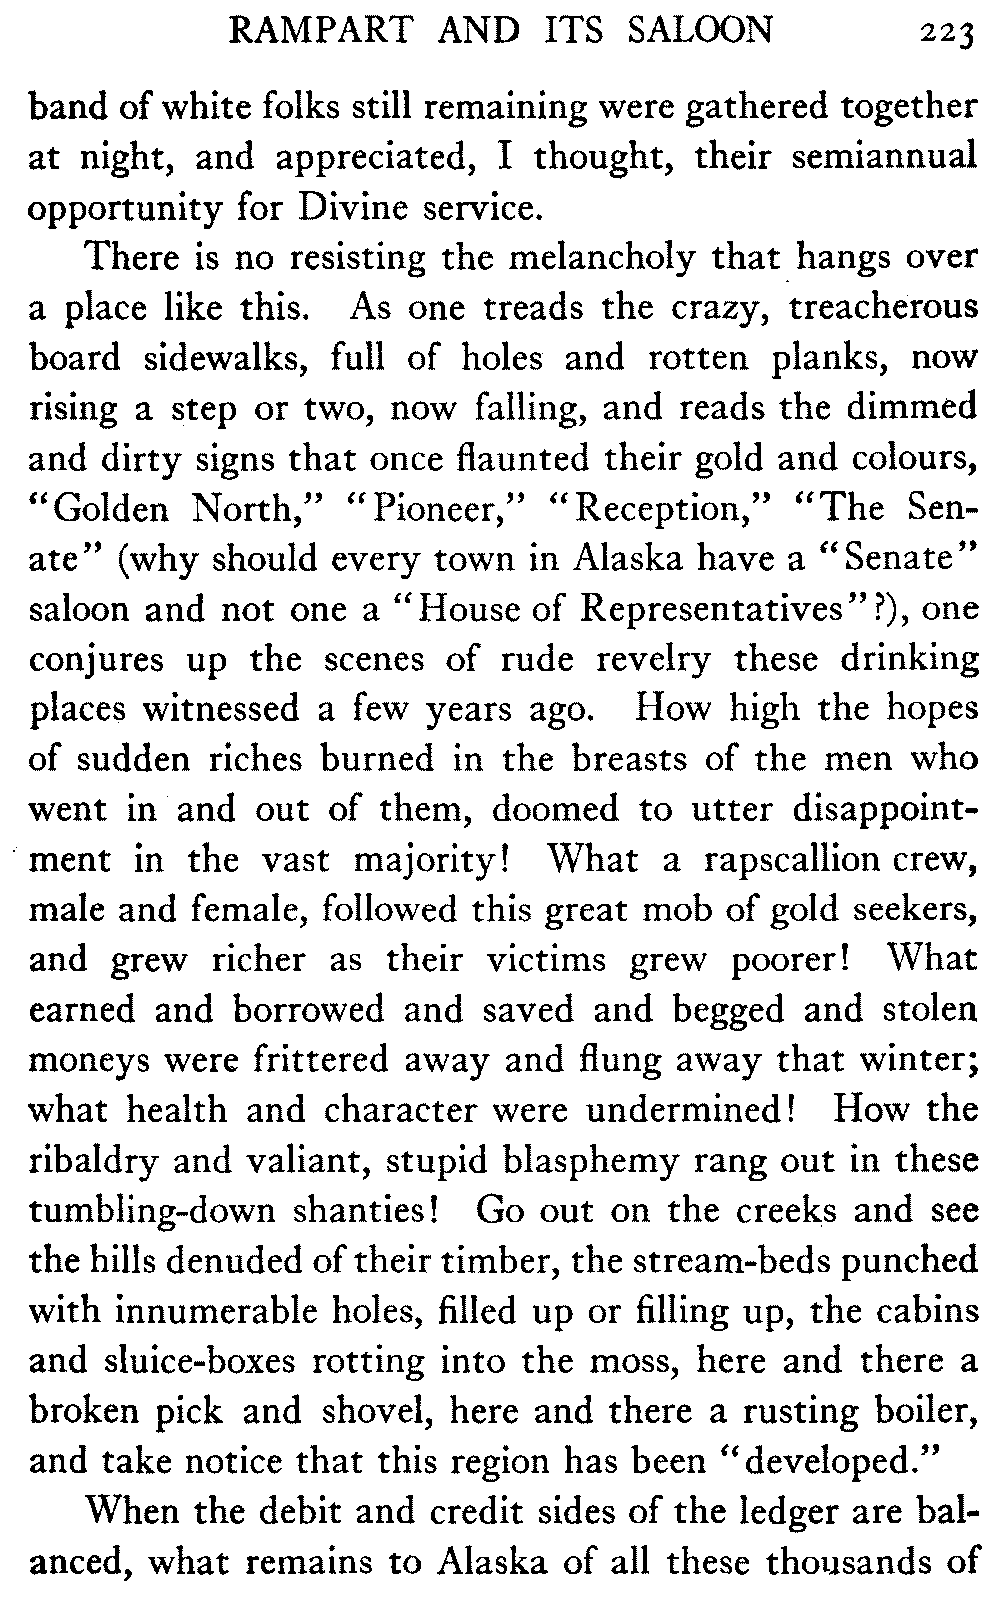 RAMPART AND ITS SALOON 223
band of white folks still remaining were gathered together
at night, and appreciated, I thought, their semiannual
opportunity for Divine service.
There is no resisting the melancholy that hangs over
a place like this. As one treads the crazy, treacherous
board sidewalks, full of holes and rotten planks, now
rising a step or two, now falling, and reads the dimmed
and dirty signs that once flaunted their gold and colours,
“Golden North,” “Pioneer,” “Reception,” “The Sen-
ate” (why should every town in Alaska have a “Senate”
saloon and not one a “House of Representatives”?), one
conjures up the scenes of rude revelry these drinking
places witnessed a few years ago. How high the hopes
of sudden riches burned in the breasts of the men who
went in and out of them, doomed to utter disappoint-
ment in the vast majority! What a rapscallion crew,
male and female, followed this great mob of gold seekers,
and grew richer as their victims grew poorer! What
earned and borrowed and saved and begged and stolen
moneys were frittered away and flung away that winter;
what health and character were undermined! How the
ribaldry and valiant, stupid blasphemy rang out in these
tumbling-down shanties! Go out on the creeks and see
the hills denuded of their timber, the stream-beds punched
with innumerable holes, filled up or filling up, the cabins
and sluice-boxes rotting into the moss, here and there a
broken pick and shovel, here and there a rusting boiler,
and take notice that this region has been “developed.”
When the debit and credit sides of the ledger are bal-
anced, what remains to Alaska of all these thousands of